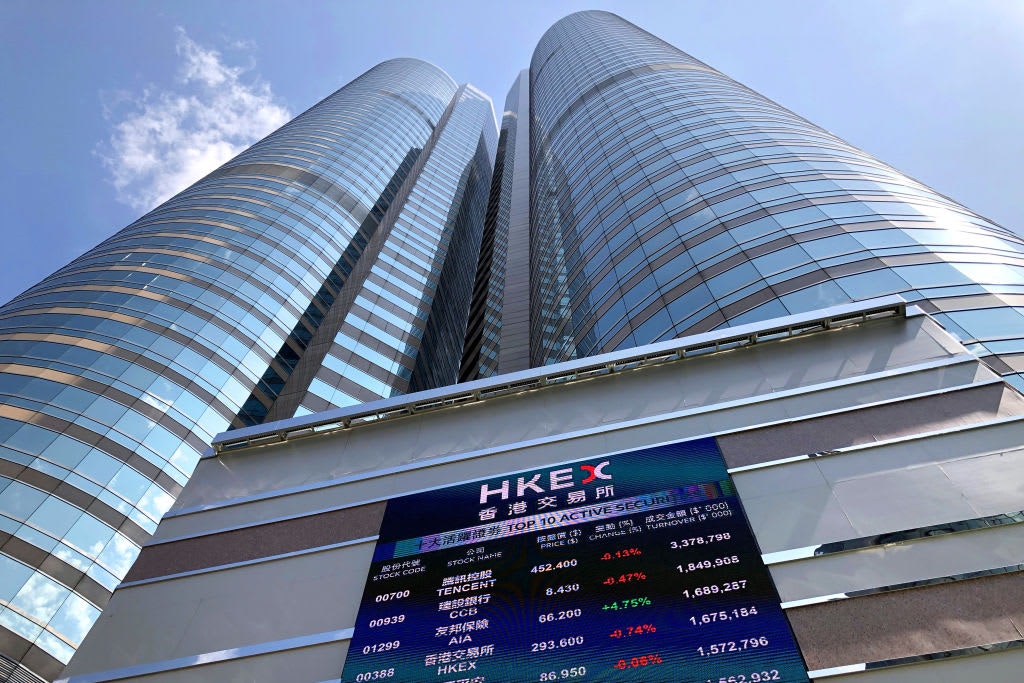 HKEX
香港交易所
十大活躍證券 TOP 10 ACTIVE
股份代號 公司 按盤價 ($) 變動 (%) 成交金額 ($' 000)
STOCK CODE STOCK NAME PRICE ($) CHANGE (%) TURNOVER ($' 000)
00700 騰訊控股 452.400 -0.13% 3,378,798
TENCENT
00939 建設銀行 8.430 -0.47% 1,849,908
CCB
01299 友邦保險 66.200 +4.75% 1,689,287
AIA
00388 香港交易所 293.600 -0.74% 1,675,184
HKEX
86.950 -0.06% 1,572,796